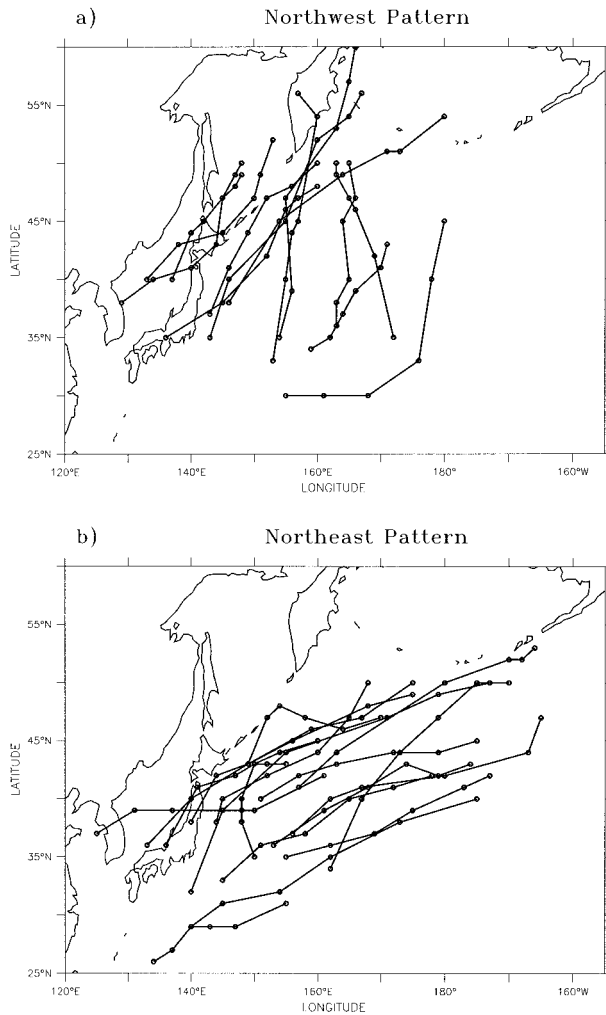 a) Northwest Pattern
55°N
45°N
35°N
25°N
LATITUDE
120°E 140°E 160°E 180° 160°W
LONGITUDE
b) Northeast Pattern
55°N
45°N
35°N
25°N
LATITUDE
120°E 140°E 160°E 180° 160°W
LONGITUDE